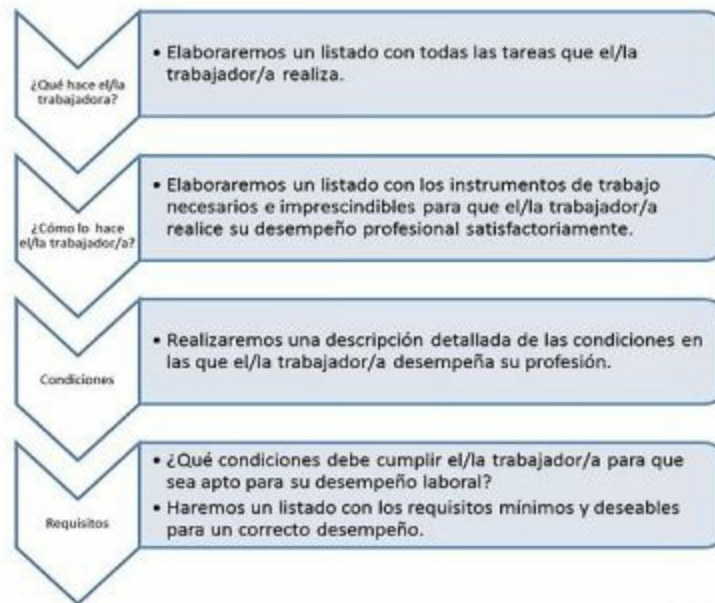 ¿Qué hace el/la
trabajadora?
• Elaboraremos un listado con todas las tareas que el/la
trabajador/a realiza.
¿Cómo lo hace
el/la trabajador/a?
• Elaboraremos un listado con los instrumentos de trabajo
necesarios e imprescindibles para que el/la trabajador/a
realice su desempeño profesional satisfactoriamente.
Condiciones
• Realizaremos una descripción detallada de las condiciones en
las que el/la trabajador/a desempeña su profesión.
Requisitos
• ¿Qué condiciones debe cumplir el/la trabajador/a para que
sea apto para su desempeño laboral?
• Haremos un listado con los requisitos mínimos y deseables
para un correcto desempeño.